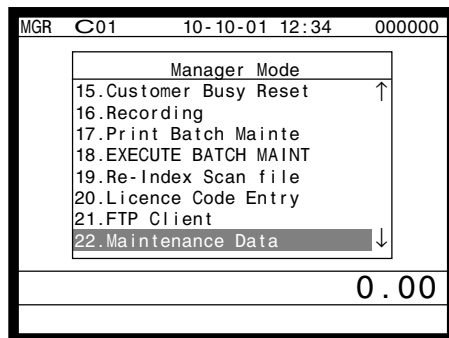 MGR C01 10-10-01 12:34 000000
Manager Mode
15.Customer Busy Reset ↑
16.Recording
17.Print Batch Mainte
18.EXECUTE BATCH MAINT
19.Re-Index Scan file
20.Licence Code Entry
21.FTP Client
22.Maintenance Data ↓
0.00